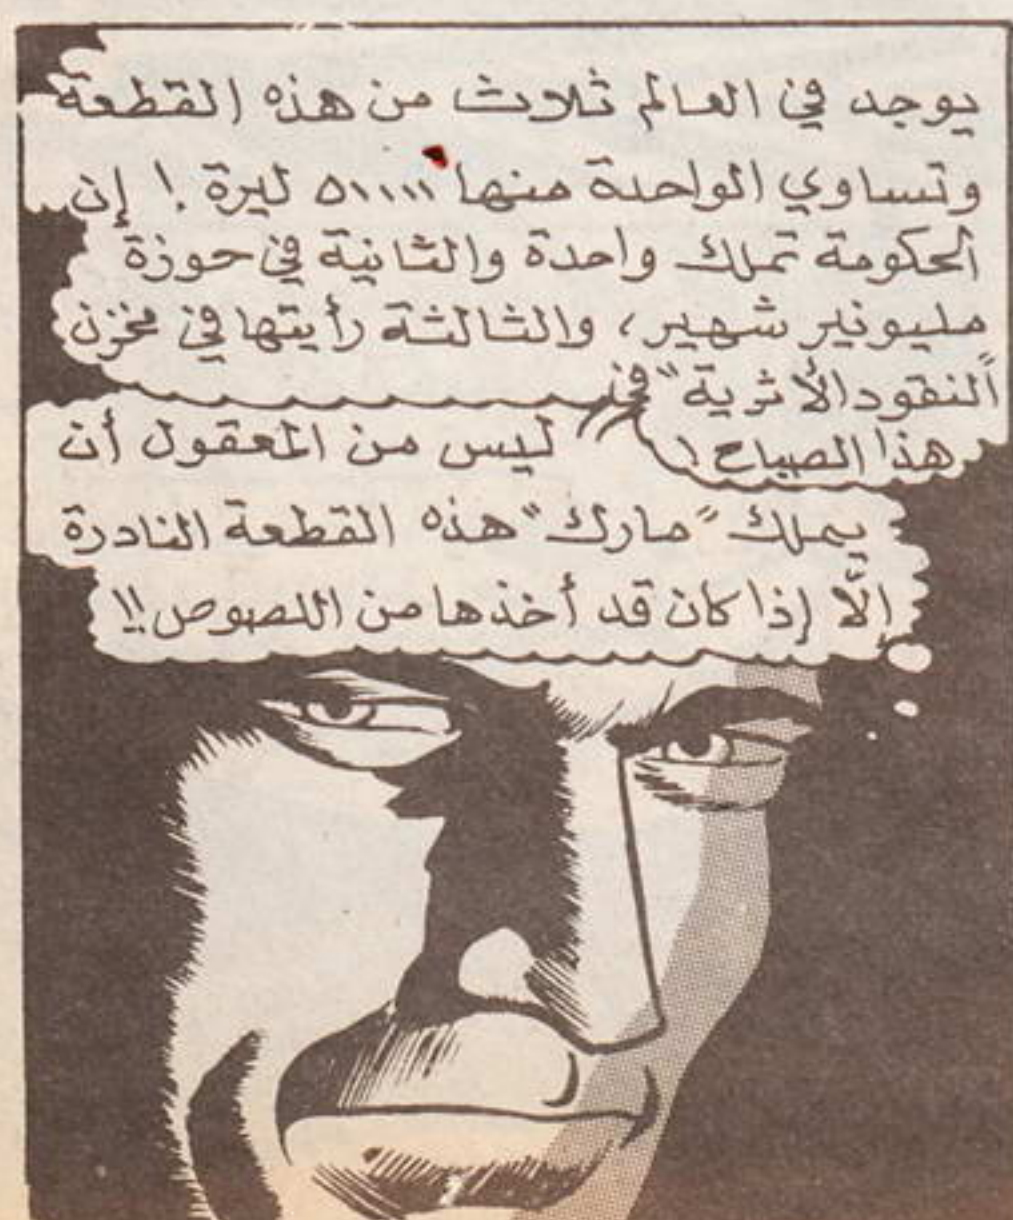 يوجد في العالم ثلاث من هذه القطعة
وتساوي الواحدة منها ٥٠٠٠٠٠ ليرة ! إن
الحكومة تملك واحدة والثانية في حوزة
مليونير شهير، والثالثة رأيتها في مخزن
"النقود الأثرية" في
هذا الصباح !
ليس من المعقول أن
يملك "مارك" هذه القطعة النادرة
إلّا إذا كان قد أخذها من اللصوص !!